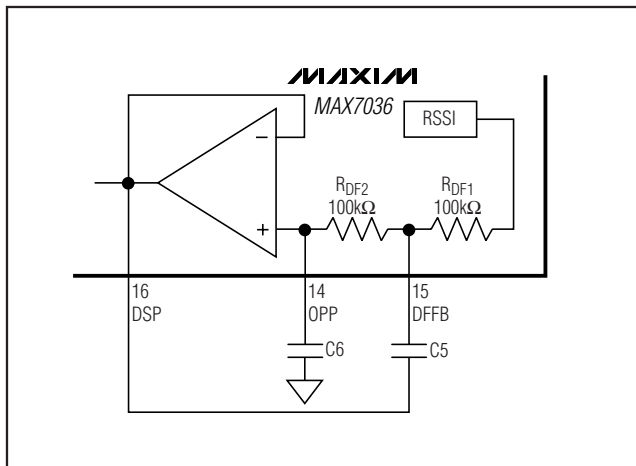 MAXIM
MAX7036
RSSI
−
+
RDF2
100kΩ
RDF1
100kΩ
16
DSP
14
OPP
15
DFFB
C6
C5